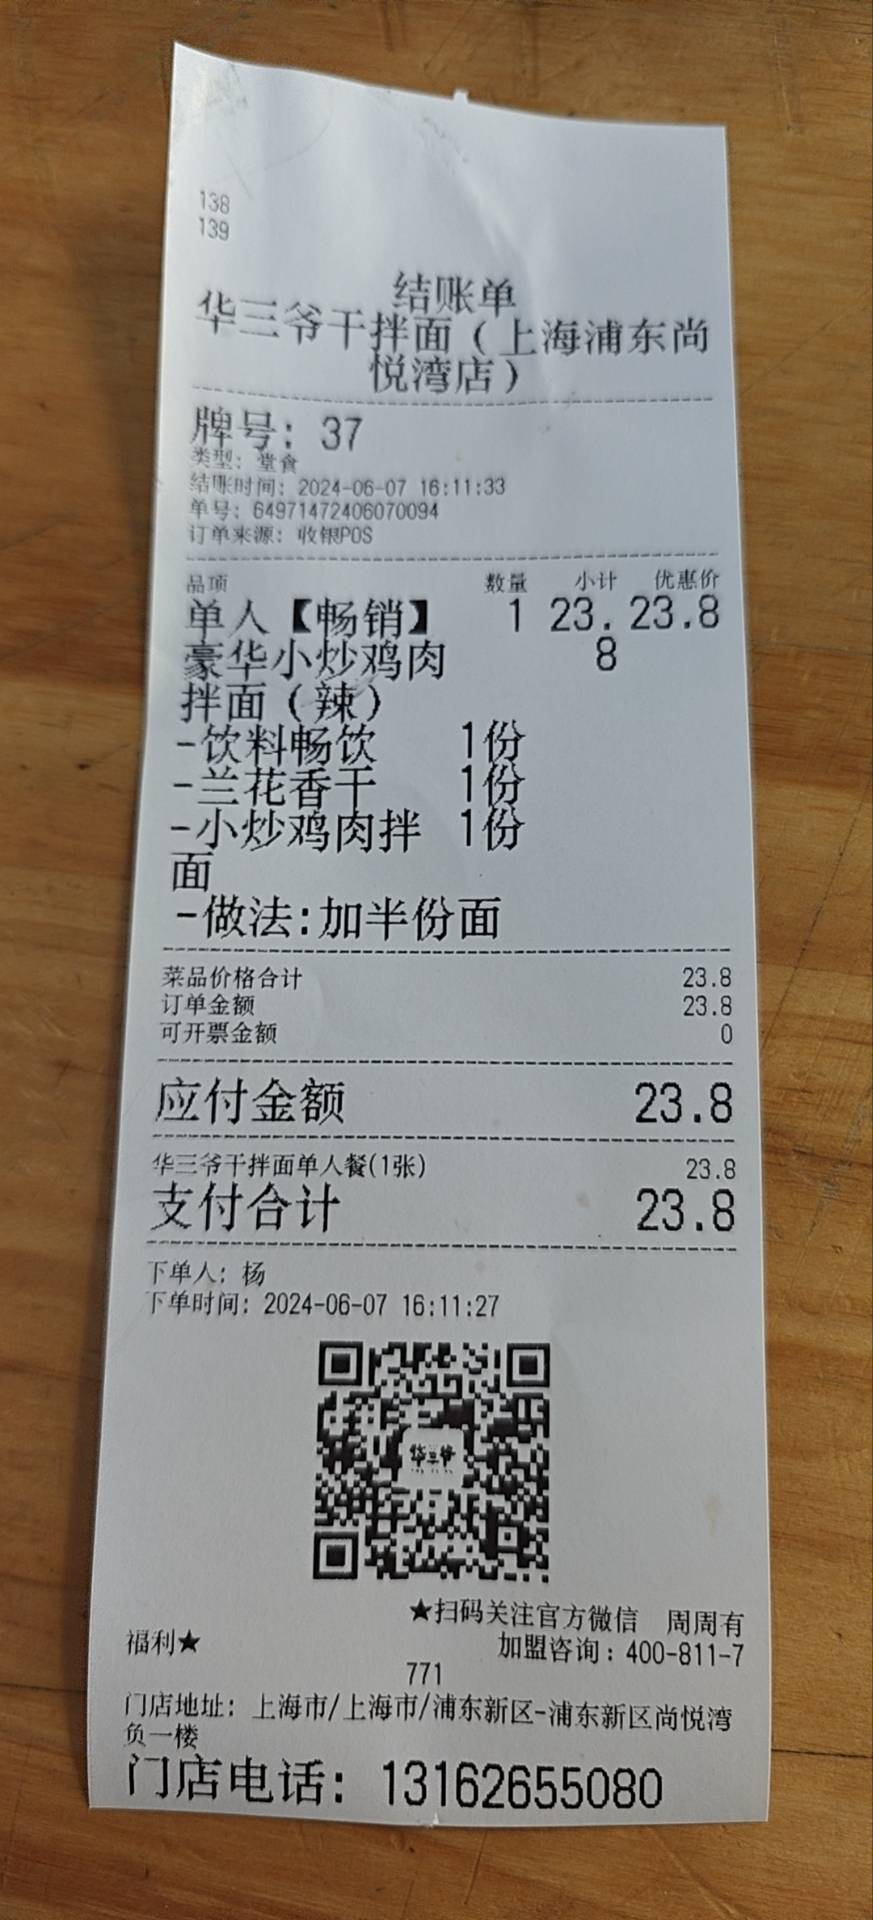 138
139
结账单
华三爷干拌面（上海浦东尚
悦湾店）
牌号: 37
类型: 堂食
结账时间: 2024-06-07 16:11:33
单号: 64971472406070094
订单来源: 收银POS
品项 数量 小计 优惠价
单人【畅销】 1 23. 23.8
豪华小炒鸡肉 8
拌面（辣）
-饮料畅饮 1份
-兰花香干 1份
-小炒鸡肉拌 1份
面
-做法:加半份面
菜品价格合计 23.8
订单金额 23.8
可开票金额 0
应付金额 23.8
华三爷干拌面单人餐(1张) 23.8
支付合计 23.8
下单人: 杨
下单时间: 2024-06-07 16:11:27
华三爷
★扫码关注官方微信 周周有
福利★ 加盟咨询：400-811-7
771
门店地址: 上海市/上海市/浦东新区-浦东新区尚悦湾
负一楼
门店电话: 13162655080